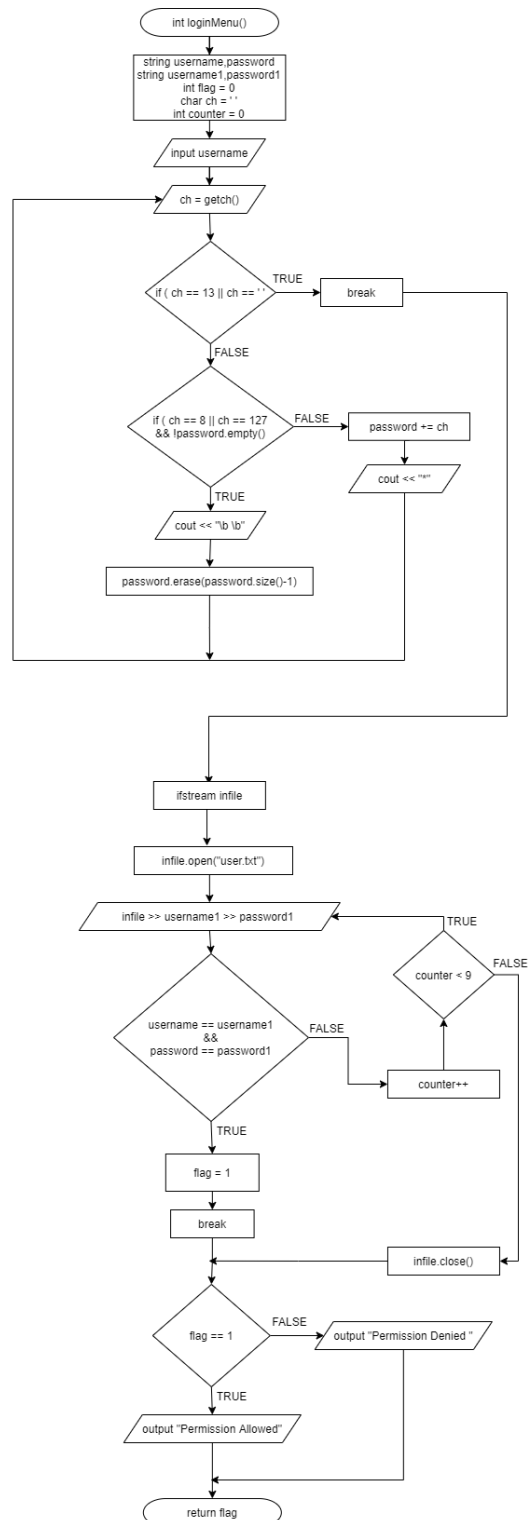 int loginMenu()
string username,password
string username1,password1
int flag = 0
char ch = ' '
int counter = 0
input username
ch = getch()
if ( ch == 13 || ch == ' '
TRUE
break
FALSE
if ( ch == 8 || ch == 127
&& !password.empty()
FALSE
password += ch
cout << "*"
TRUE
cout << "\b \b"
password.erase(password.size()-1)
ifstream infile
infile.open("user.txt")
infile >> username1 >> password1
TRUE
counter < 9
FALSE
username == username1
&&
password == password1
FALSE
counter++
TRUE
flag = 1
break
infile.close()
flag == 1
FALSE
output "Permission Denied "
TRUE
output "Permission Allowed"
return flag